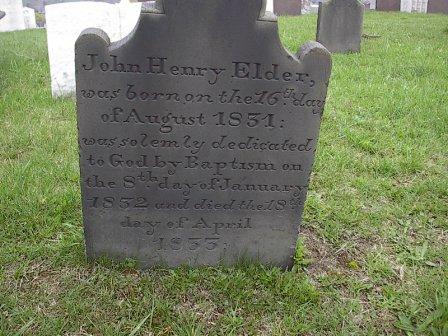 John Henry Elder,
was born on the 16th day
of August 1831:
was solemly dedicated
to God by Baptism on
the 8th day of January
1832 and died the 18th
day of April
1833;